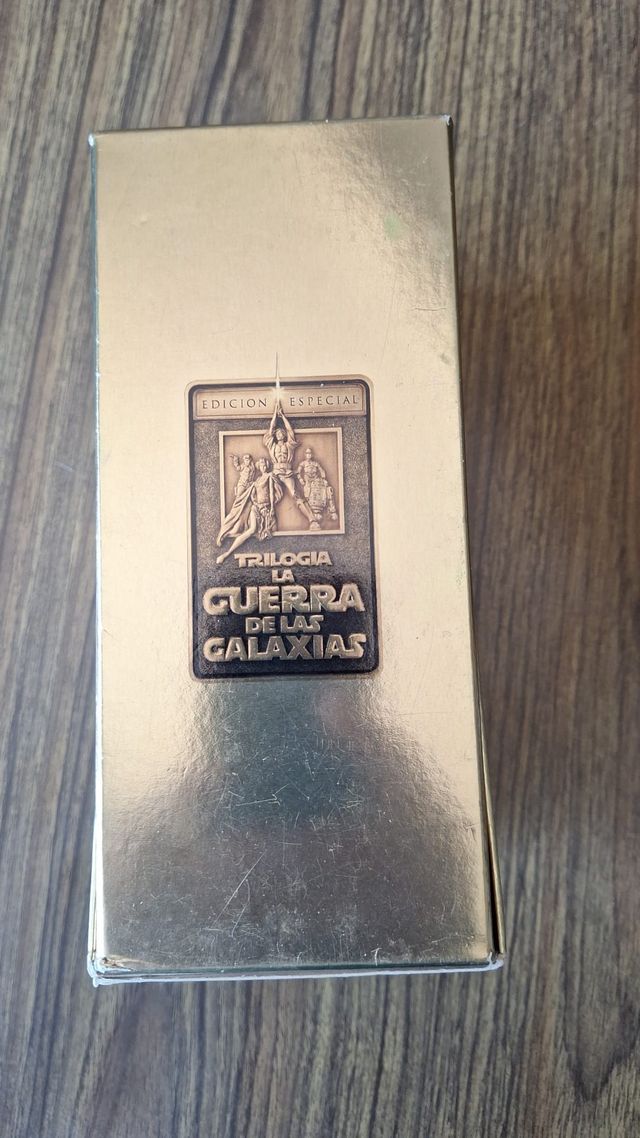 EDICION ESPECIAL
TRILOGIA
LA
GUERRA
DE LAS
GALAXIAS